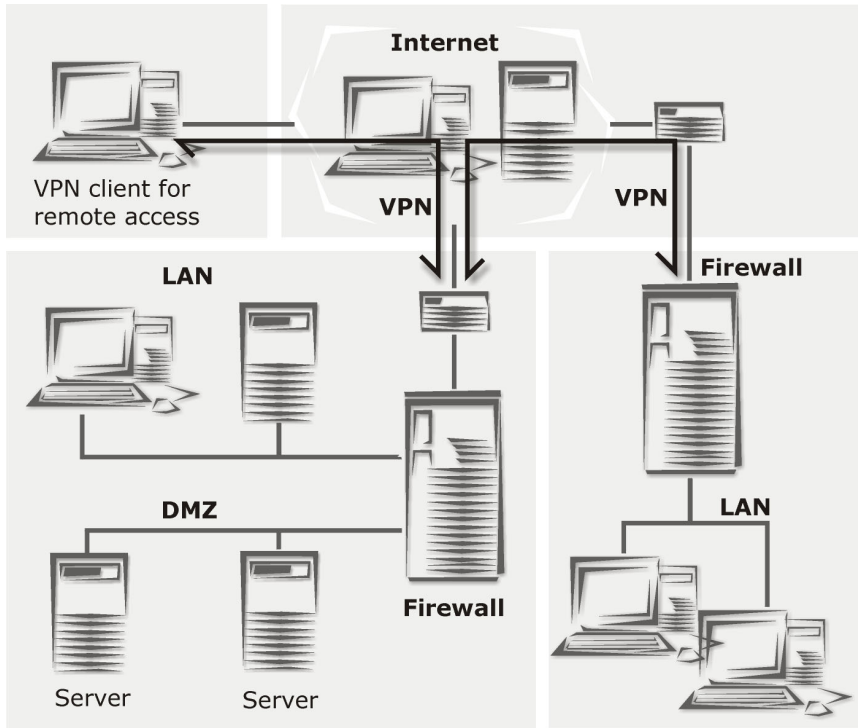 Internet
VPN client for
remote access
VPN
VPN
LAN
Firewall
DMZ
LAN
Firewall
Server
Server